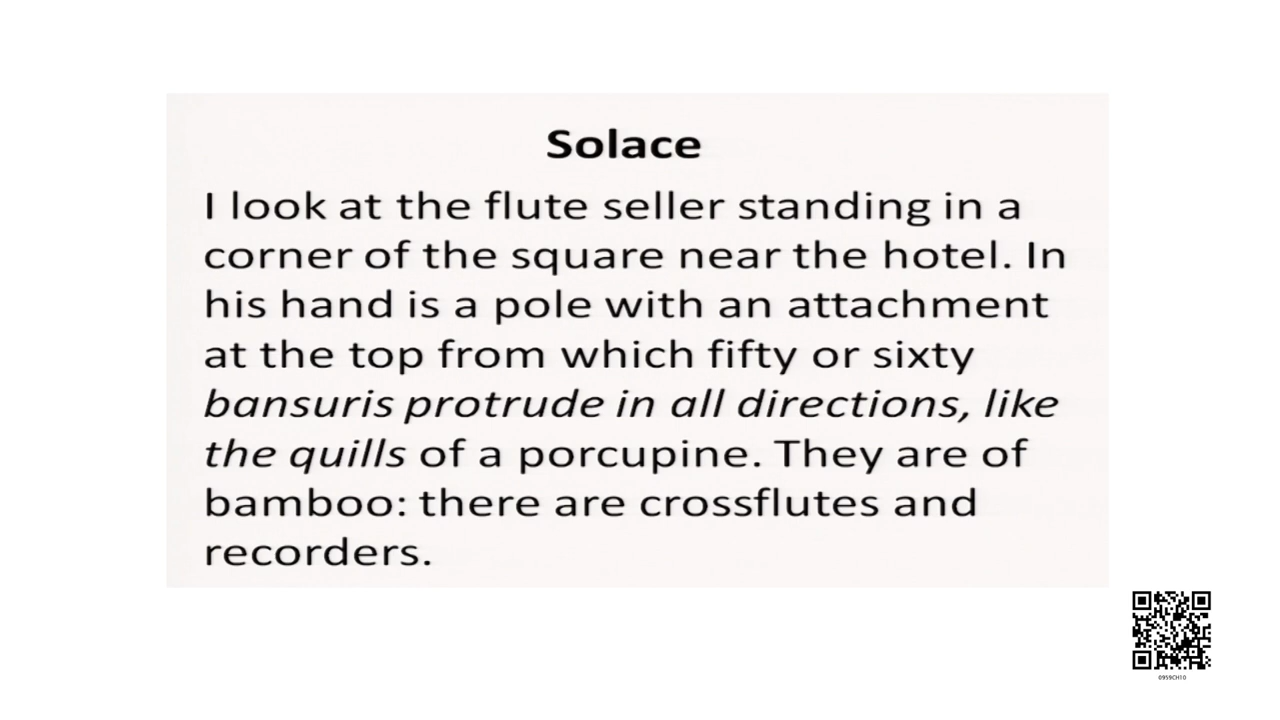 Solace
I look at the flute seller standing in a
corner of the square near the hotel. In
his hand is a pole with an attachment
at the top from which fifty or sixty
bansuris protrude in all directions, like
the quills of a porcupine. They are of
bamboo: there are crossflutes and
recorders.
0959CH10